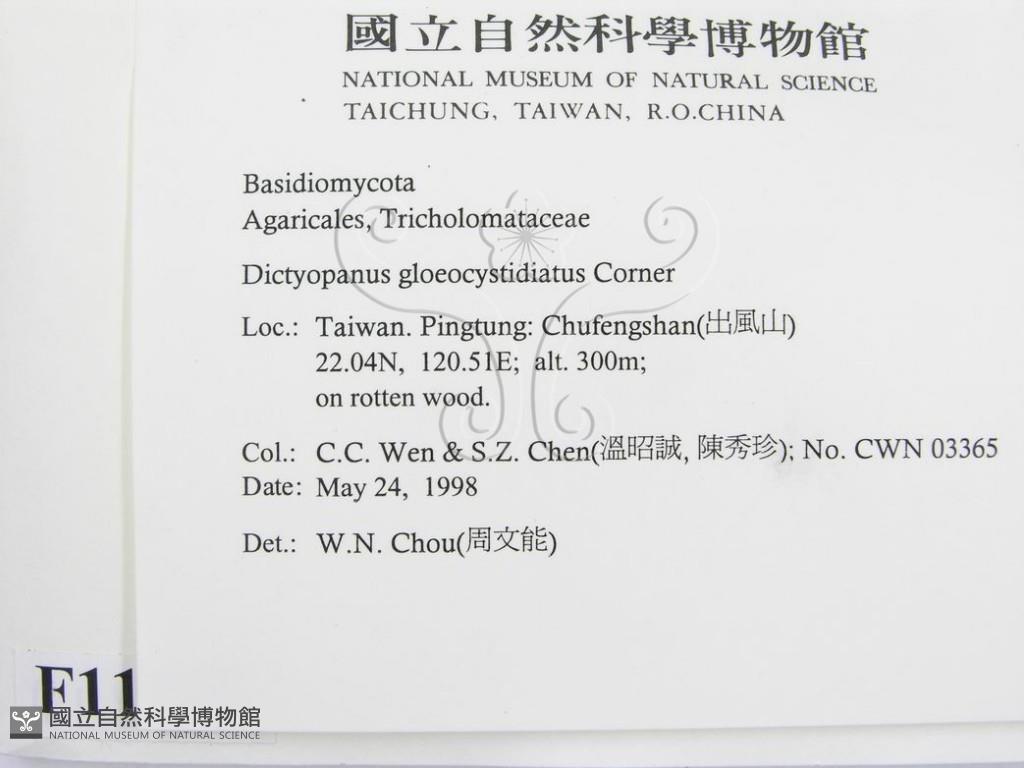 國立自然科學博物館
NATIONAL MUSEUM OF NATURAL SCIENCE
TAICHUNG, TAIWAN, R.O.CHINA
Basidiomycota
Agaricales, Tricholomataceae
Dictyopanus gloeocystidiatus Corner
Loc.: Taiwan. Pingtung: Chufengshan(出風山)
22.04N, 120.51E; alt. 300m;
on rotten wood.
Col.: C.C. Wen & S.Z. Chen(溫昭誠, 陳秀珍); No. CWN 03365
Date: May 24, 1998
Det.: W.N. Chou(周文能)
F11
國立自然科學博物館
NATIONAL MUSEUM OF NATURAL SCIENCE